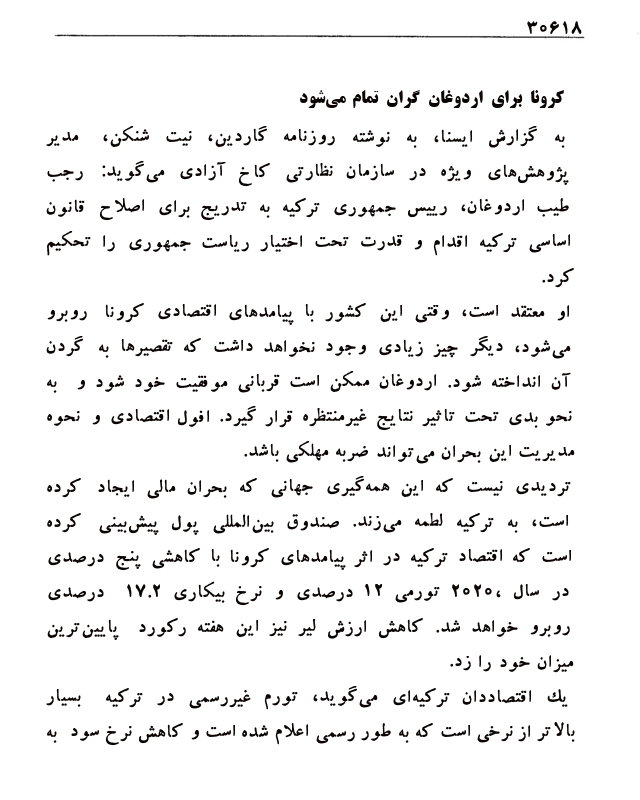 ۳۰۶۱۸
کرونا برای اردوغان گران تمام می‌شود
به گزارش ایسنا، به نوشته روزنامه گاردین، نیت شنکن، مدیر
پژوهش‌های ویژه در سازمان نظارتی کاخ آزادی می‌گوید: رجب
طیب اردوغان، رییس جمهوری ترکیه به تدریج برای اصلاح قانون
اساسی ترکیه اقدام و قدرت تحت اختیار ریاست جمهوری را تحکیم
کرد.
او معتقد است، وقتی این کشور با پیامدهای اقتصادی کرونا روبرو
می‌شود، دیگر چیز زیادی وجود نخواهد داشت که تقصیرها به گردن
آن انداخته شود. اردوغان ممکن است قربانی موفقیت خود شود و به
نحو بدی تحت تاثیر نتایج غیرمنتظره قرار گیرد. افول اقتصادی و نحوه
مدیریت این بحران می‌تواند ضربه مهلکی باشد.
تردیدی نیست که این همه‌گیری جهانی که بحران مالی ایجاد کرده
است، به ترکیه لطمه می‌زند. صندوق بین‌المللی پول پیش‌بینی کرده
است که اقتصاد ترکیه در اثر پیامدهای کرونا با کاهشی پنج درصدی
در سال ۲۰۲۰، تورمی ۱۲ درصدی و نرخ بیکاری ۱۷.۲ درصدی
روبرو خواهد شد. کاهش ارزش لیر نیز این هفته رکورد پایین‌ترین
میزان خود را زد.
یك اقتصاددان ترکیه‌ای می‌گوید، تورم غیررسمی در ترکیه بسیار
بالاتر از نرخی است که به طور رسمی اعلام شده است و کاهش نرخ سود به